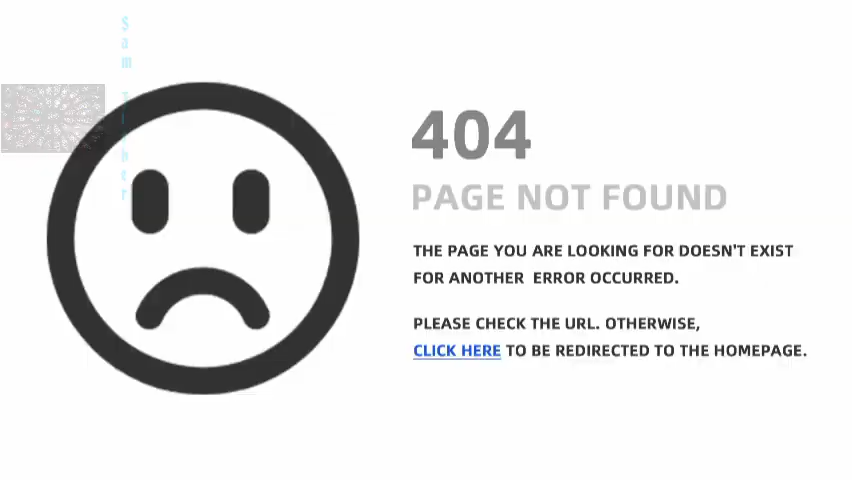 Sam
404
PAGE NOT FOUND
THE PAGE YOU ARE LOOKING FOR DOESN'T EXIST
FOR ANOTHER  ERROR OCCURRED.
PLEASE CHECK THE URL. OTHERWISE,
CLICK HERE TO BE REDIRECTED TO THE HOMEPAGE.